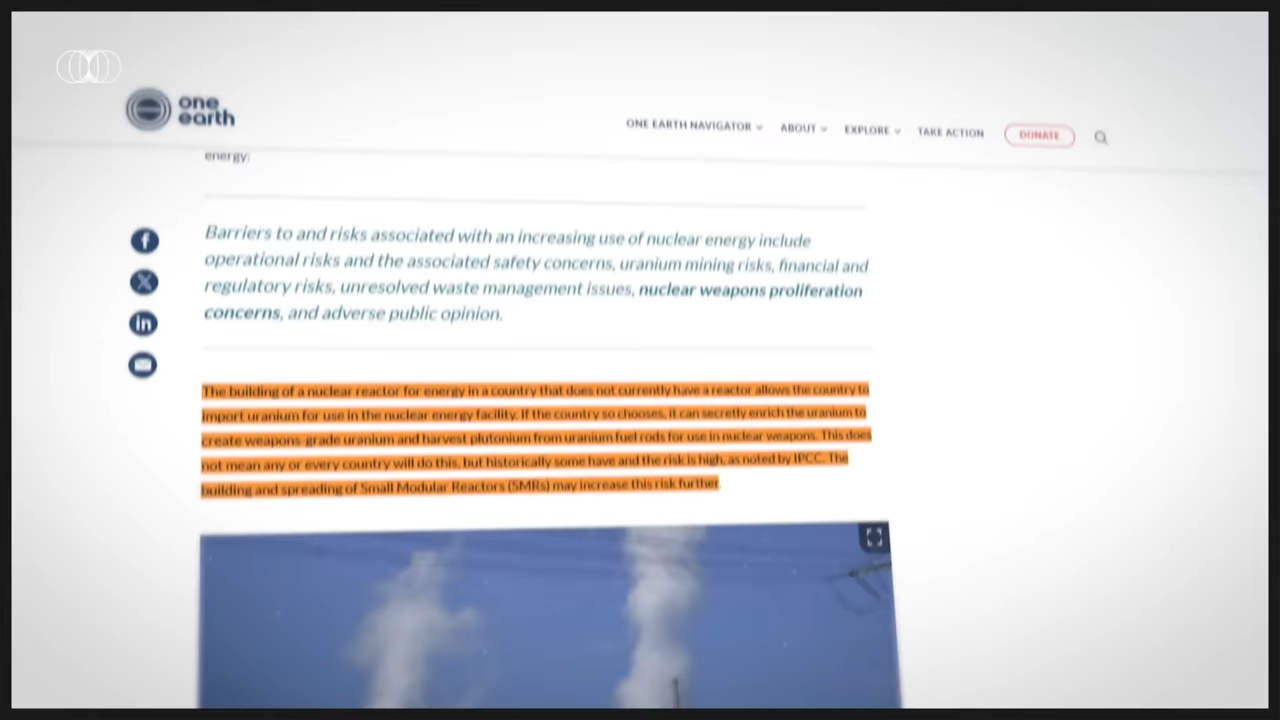 one
earth
ONE EARTH NAVIGATOR
ABOUT
EXPLORE
TAKE ACTION
DONATE
energy:
Barriers to and risks associated with an increasing use of nuclear energy include
operational risks and the associated safety concerns, uranium mining risks, financial and
regulatory risks, unresolved waste management issues, nuclear weapons proliferation
concerns, and adverse public opinion.
The building of a nuclear reactor for energy in a country that does not currently have a reactor allows the country to
import uranium for use in the nuclear energy facility. If the country so chooses, it can secretly enrich the uranium to
create weapons-grade uranium and harvest plutonium from uranium fuel rods for use in nuclear weapons. This does
not mean any or every country will do this, but historically some have and the risk is high, as noted by IPCC. The
building and spreading of Small Modular Reactors (SMRs) may increase this risk further.